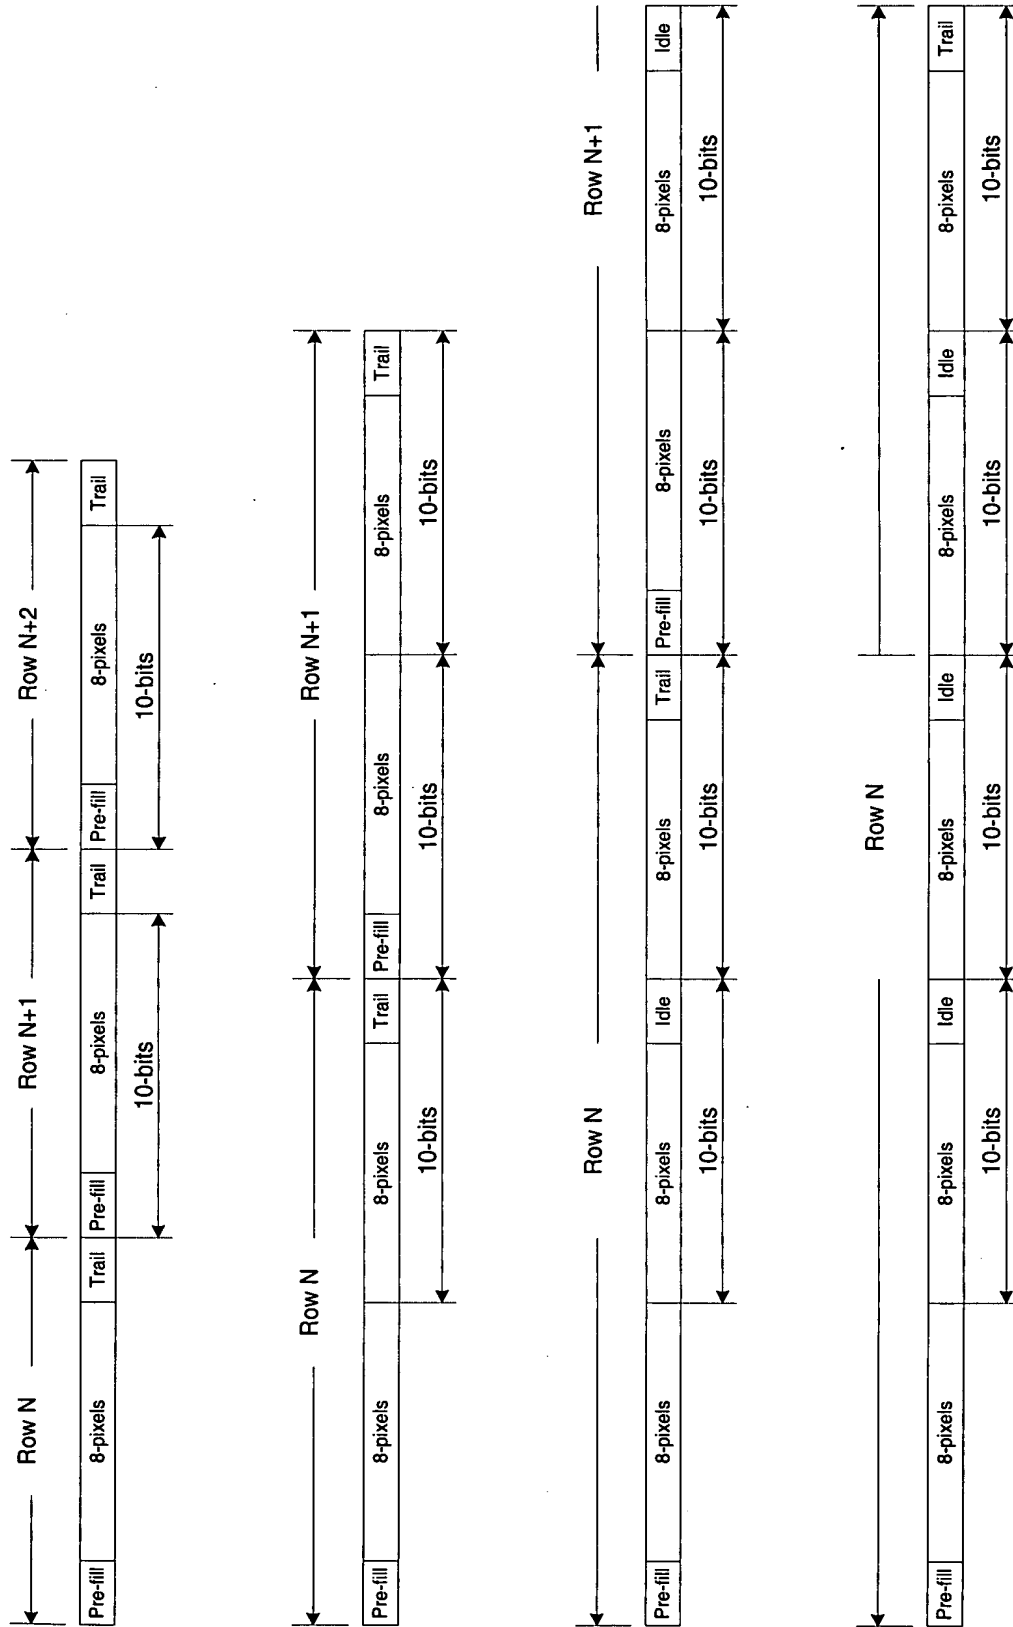 Row N Row N+1 Row N+2
Pre-fill 8-pixels Trail Pre-fill 8-pixels Trail Pre-fill 8-pixels Trail
10-bits 10-bits
Row N Row N+1
Pre-fill 8-pixels 8-pixels Trail Pre-fill 8-pixels 8-pixels Trail
10-bits 10-bits 10-bits
Row N Row N+1
Pre-fill 8-pixels 8-pixels Idle 8-pixels Trail Pre-fill 8-pixels 8-pixels Idle
10-bits 10-bits 10-bits 10-bits
Row N
Pre-fill 8-pixels 8-pixels Idle 8-pixels Idle 8-pixels Idle 8-pixels Trail
10-bits 10-bits 10-bits 10-bits